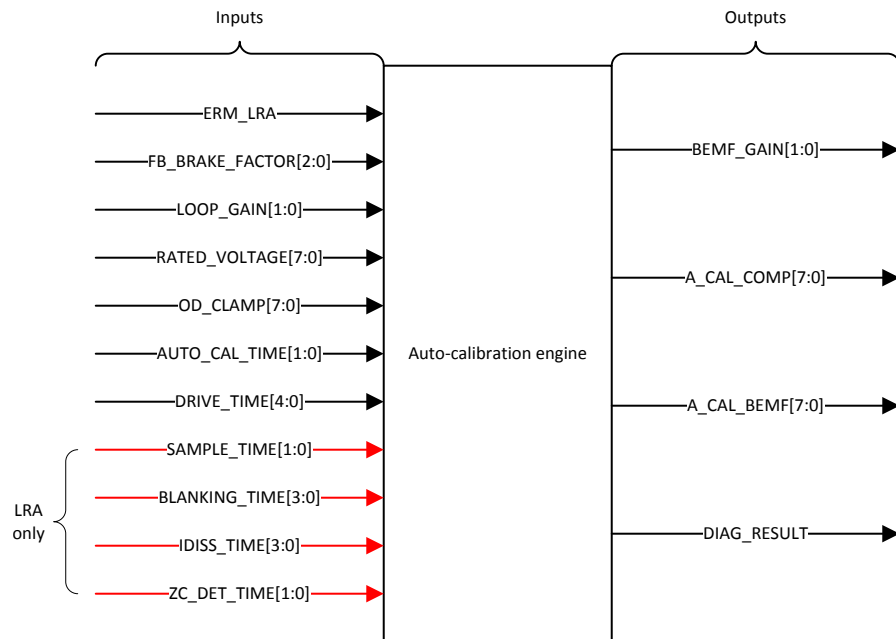 Inputs
Outputs
ERM_LRA
FB_BRAKE_FACTOR[2:0]
LOOP_GAIN[1:0]
RATED_VOLTAGE[7:0]
OD_CLAMP[7:0]
AUTO_CAL_TIME[1:0]
DRIVE_TIME[4:0]
SAMPLE_TIME[1:0]
BLANKING_TIME[3:0]
IDISS_TIME[3:0]
ZC_DET_TIME[1:0]
LRA
only
Auto-calibration engine
BEMF_GAIN[1:0]
A_CAL_COMP[7:0]
A_CAL_BEMF[7:0]
DIAG_RESULT